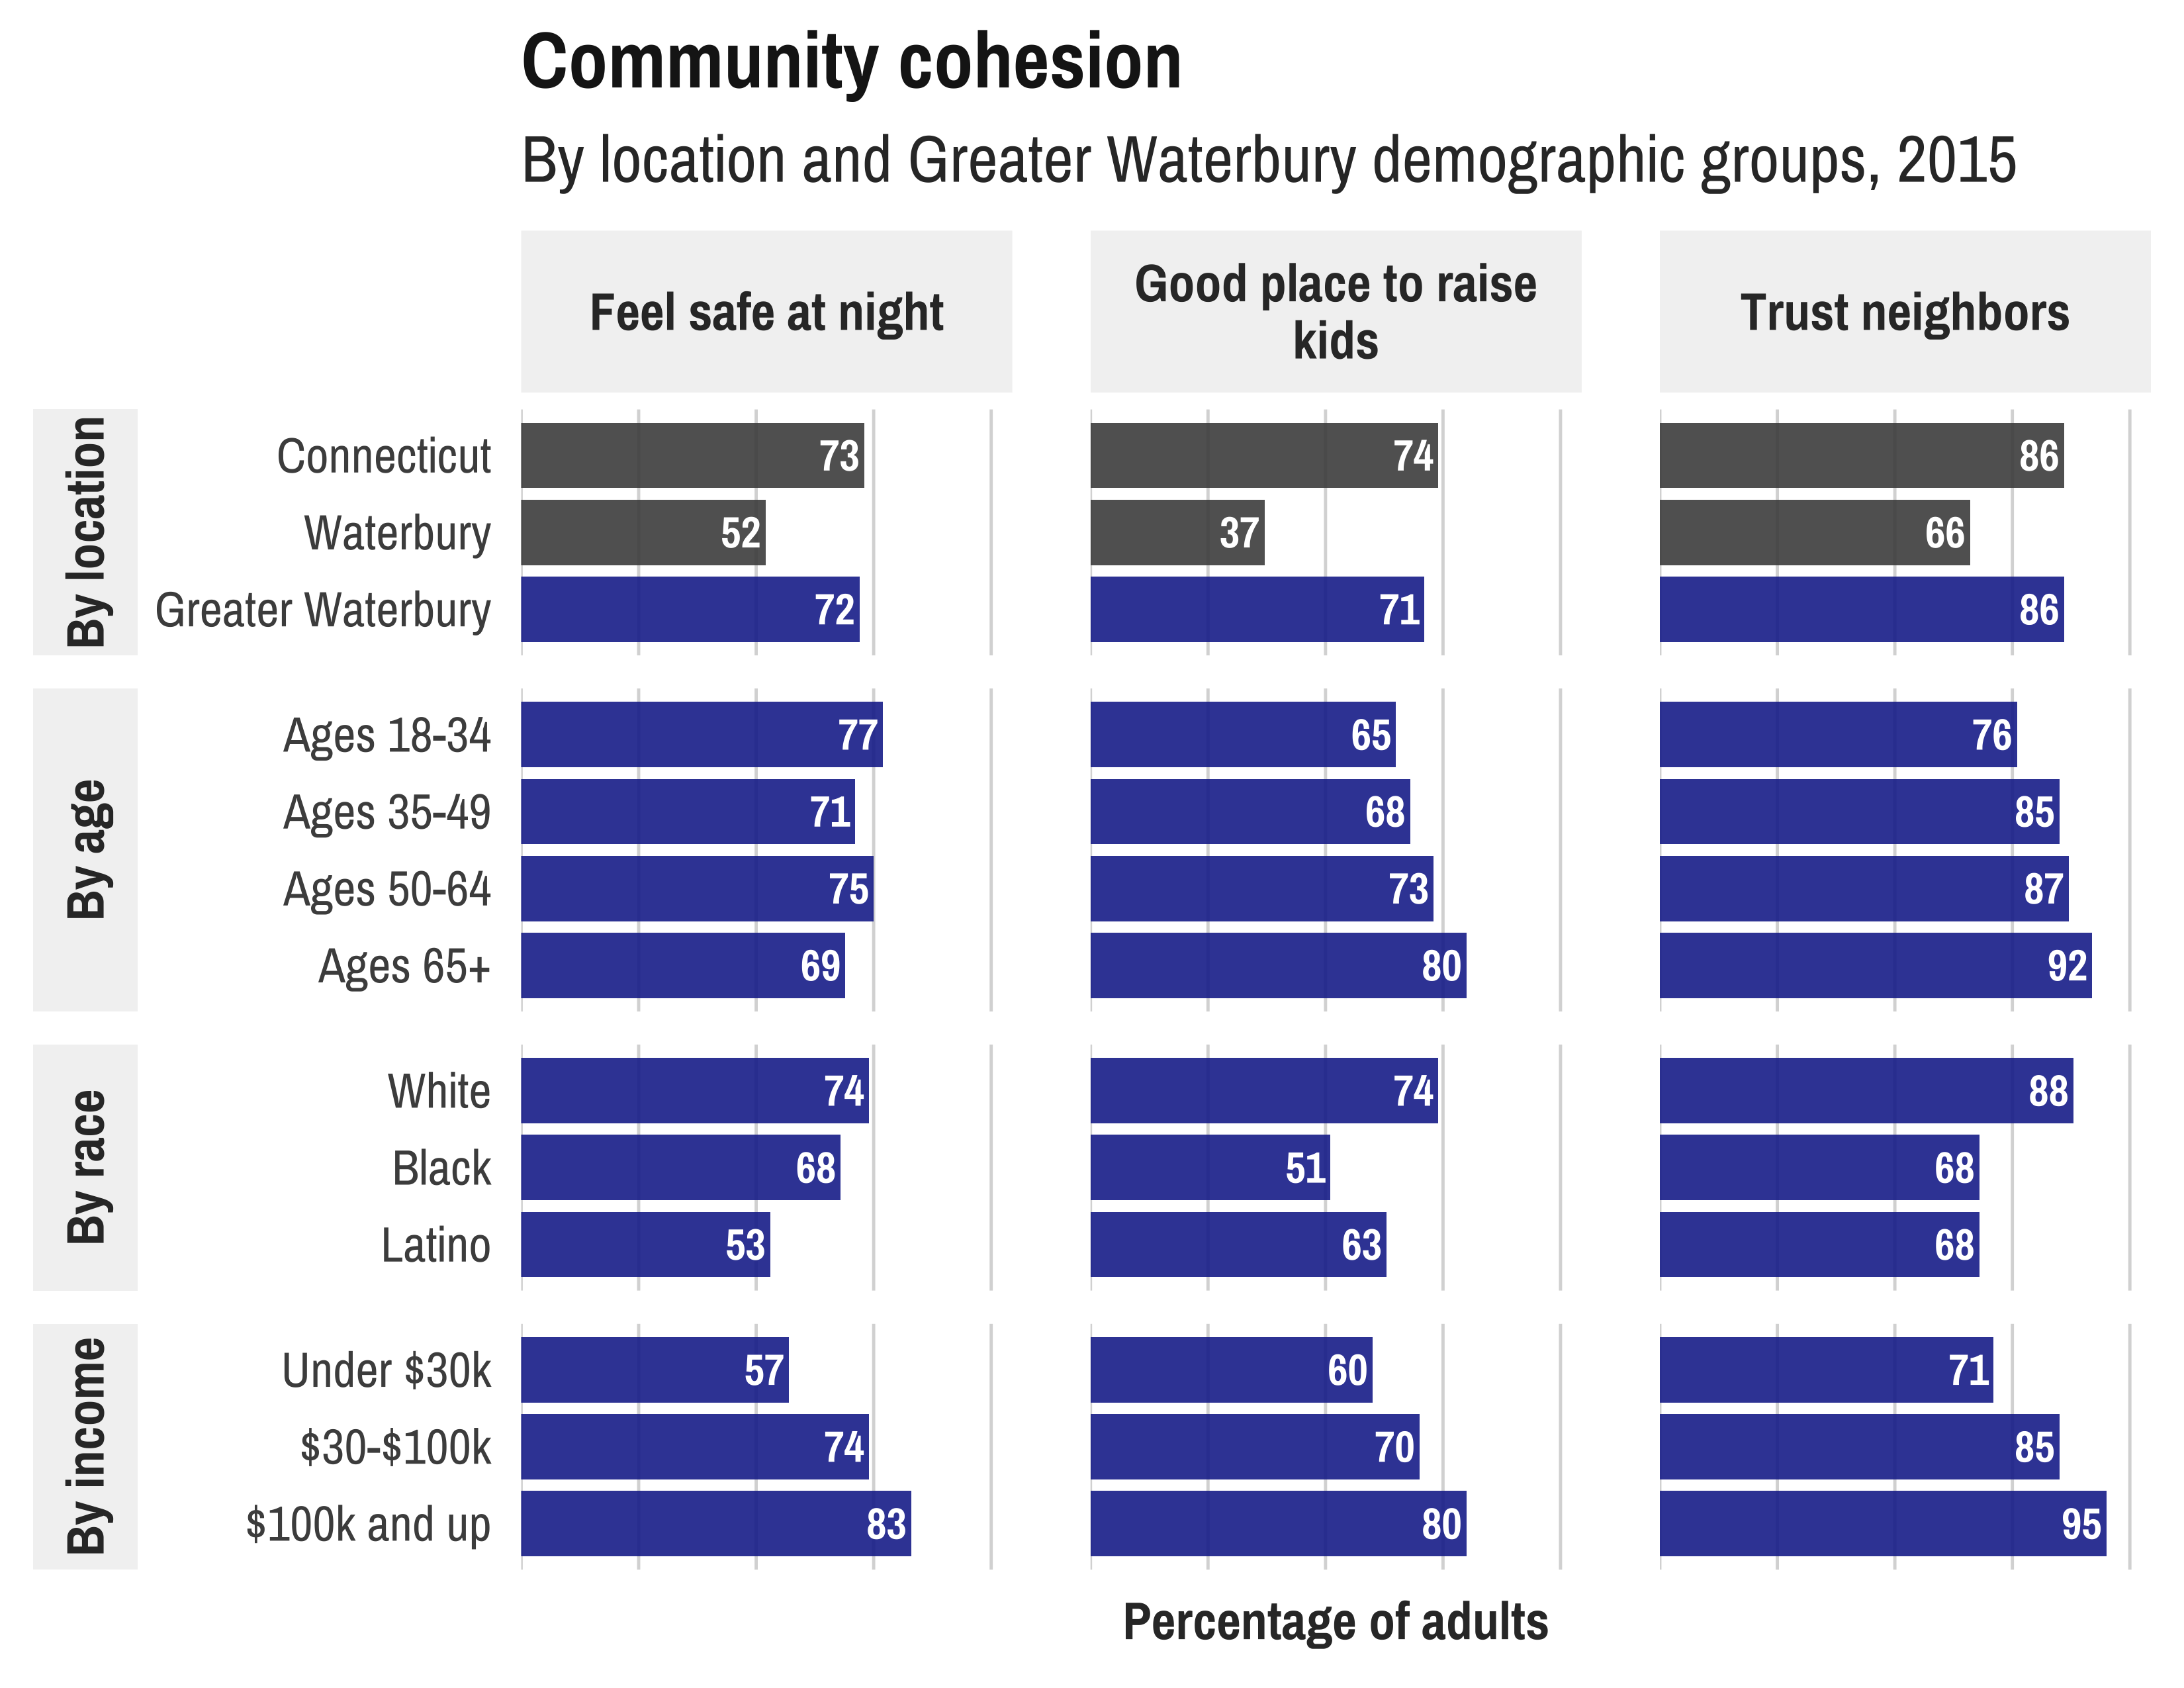 Community cohesion
By location and Greater Waterbury demographic groups, 2015
Feel safe at night
Good place to raise
kids
Trust neighbors
By location
Connecticut 73 74 86
Waterbury 52 37 66
Greater Waterbury 72 71 86
By age
Ages 18-34 77 65 76
Ages 35-49 71 68 85
Ages 50-64 75 73 87
Ages 65+ 69 80 92
By race
White 74 74 88
Black 68 51 68
Latino 53 63 68
By income
Under $30k 57 60 71
$30-$100k 74 70 85
$100k and up 83 80 95
Percentage of adults